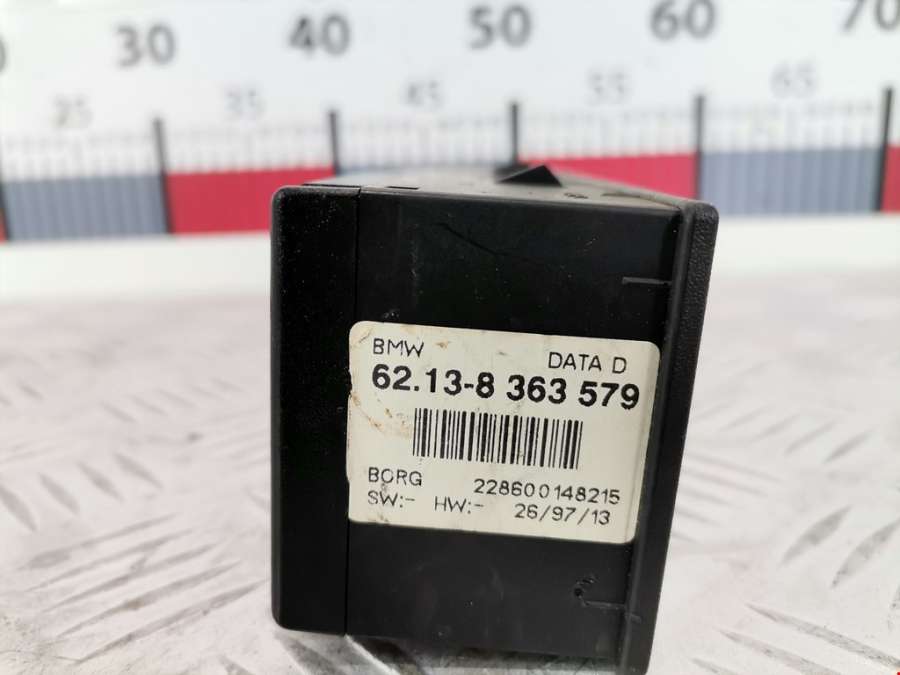 30 40 50 60 70
25 35 45 55 65
BMW DATA D
62.13-8 363 579
BORG 228600148215
SW:- HW:- 26/97/13